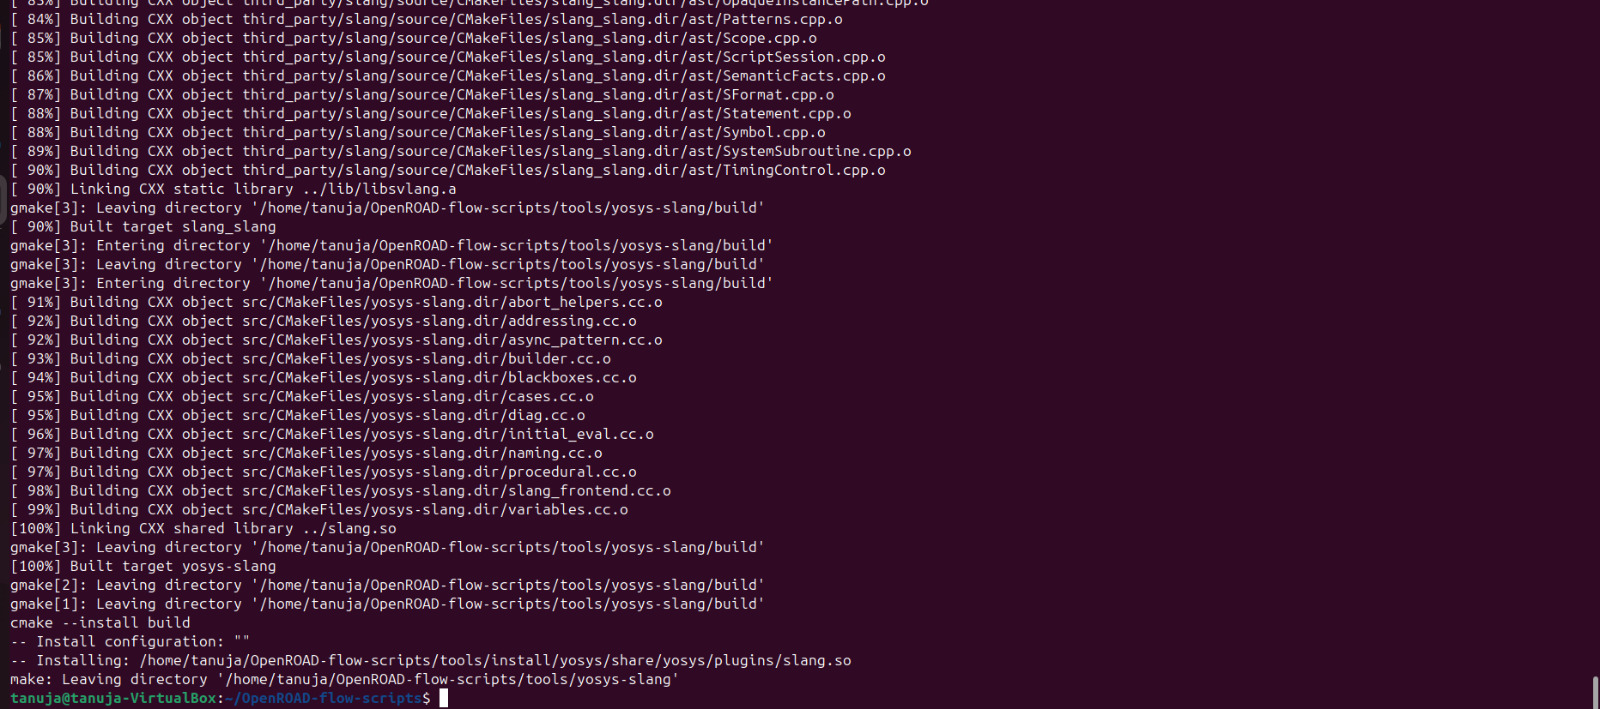 [ 83%] Building CXX object third_party/slang/source/CMakeFiles/slang_slang.dir/ast/OpaqueInstancePath.cpp.o
[ 84%] Building CXX object third_party/slang/source/CMakeFiles/slang_slang.dir/ast/Patterns.cpp.o
[ 85%] Building CXX object third_party/slang/source/CMakeFiles/slang_slang.dir/ast/Scope.cpp.o
[ 85%] Building CXX object third_party/slang/source/CMakeFiles/slang_slang.dir/ast/ScriptSession.cpp.o
[ 86%] Building CXX object third_party/slang/source/CMakeFiles/slang_slang.dir/ast/SemanticFacts.cpp.o
[ 87%] Building CXX object third_party/slang/source/CMakeFiles/slang_slang.dir/ast/SFormat.cpp.o
[ 88%] Building CXX object third_party/slang/source/CMakeFiles/slang_slang.dir/ast/Statement.cpp.o
[ 88%] Building CXX object third_party/slang/source/CMakeFiles/slang_slang.dir/ast/Symbol.cpp.o
[ 89%] Building CXX object third_party/slang/source/CMakeFiles/slang_slang.dir/ast/SystemSubroutine.cpp.o
[ 90%] Building CXX object third_party/slang/source/CMakeFiles/slang_slang.dir/ast/TimingControl.cpp.o
[ 90%] Linking CXX static library ../lib/libsvlang.a
gmake[3]: Leaving directory '/home/tanuja/OpenROAD-flow-scripts/tools/yosys-slang/build'
[ 90%] Built target slang_slang
gmake[3]: Entering directory '/home/tanuja/OpenROAD-flow-scripts/tools/yosys-slang/build'
gmake[3]: Leaving directory '/home/tanuja/OpenROAD-flow-scripts/tools/yosys-slang/build'
gmake[3]: Entering directory '/home/tanuja/OpenROAD-flow-scripts/tools/yosys-slang/build'
[ 91%] Building CXX object src/CMakeFiles/yosys-slang.dir/abort_helpers.cc.o
[ 92%] Building CXX object src/CMakeFiles/yosys-slang.dir/addressing.cc.o
[ 92%] Building CXX object src/CMakeFiles/yosys-slang.dir/async_pattern.cc.o
[ 93%] Building CXX object src/CMakeFiles/yosys-slang.dir/builder.cc.o
[ 94%] Building CXX object src/CMakeFiles/yosys-slang.dir/blackboxes.cc.o
[ 95%] Building CXX object src/CMakeFiles/yosys-slang.dir/cases.cc.o
[ 95%] Building CXX object src/CMakeFiles/yosys-slang.dir/diag.cc.o
[ 96%] Building CXX object src/CMakeFiles/yosys-slang.dir/initial_eval.cc.o
[ 97%] Building CXX object src/CMakeFiles/yosys-slang.dir/naming.cc.o
[ 97%] Building CXX object src/CMakeFiles/yosys-slang.dir/procedural.cc.o
[ 98%] Building CXX object src/CMakeFiles/yosys-slang.dir/slang_frontend.cc.o
[ 99%] Building CXX object src/CMakeFiles/yosys-slang.dir/variables.cc.o
[100%] Linking CXX shared library ../slang.so
gmake[3]: Leaving directory '/home/tanuja/OpenROAD-flow-scripts/tools/yosys-slang/build'
[100%] Built target yosys-slang
gmake[2]: Leaving directory '/home/tanuja/OpenROAD-flow-scripts/tools/yosys-slang/build'
gmake[1]: Leaving directory '/home/tanuja/OpenROAD-flow-scripts/tools/yosys-slang/build'
cmake --install build
-- Install configuration: ""
-- Installing: /home/tanuja/OpenROAD-flow-scripts/tools/install/yosys/share/yosys/plugins/slang.so
make: Leaving directory '/home/tanuja/OpenROAD-flow-scripts/tools/yosys-slang'
tanuja@tanuja-VirtualBox:~/OpenROAD-flow-scripts$